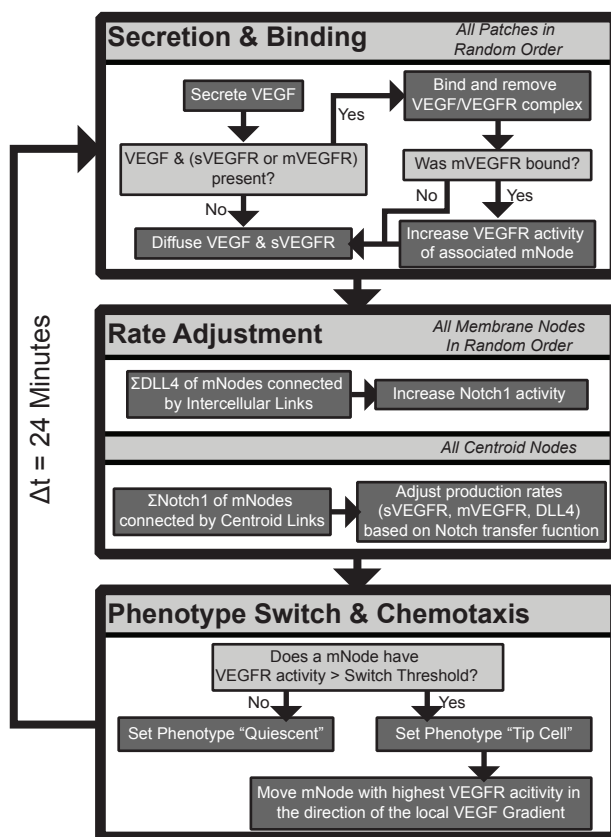 Secretion & Binding
All Patches in
Random Order
Secrete VEGF
Yes
Bind and remove
VEGF/VEGFR complex
VEGF & (sVEGFR or mVEGFR)
present?
Was mVEGFR bound?
No
No
Yes
Diffuse VEGF & sVEGFR
Increase VEGFR activity
of associated mNode
Rate Adjustment
All Membrane Nodes
In Random Order
ΣDLL4 of mNodes connected
by Intercellular Links
Increase Notch1 activity
All Centroid Nodes
ΣNotch1 of mNodes
connected by Centroid Links
Adjust production rates
(sVEGFR, mVEGFR, DLL4)
based on Notch transfer fucntion
Phenotype Switch & Chemotaxis
Does a mNode have
VEGFR activity > Switch Threshold?
No
Yes
Set Phenotype “Quiescent”
Set Phenotype “Tip Cell”
Move mNode with highest VEGFR acitivity in
the direction of the local VEGF Gradient
Δt = 24 Minutes